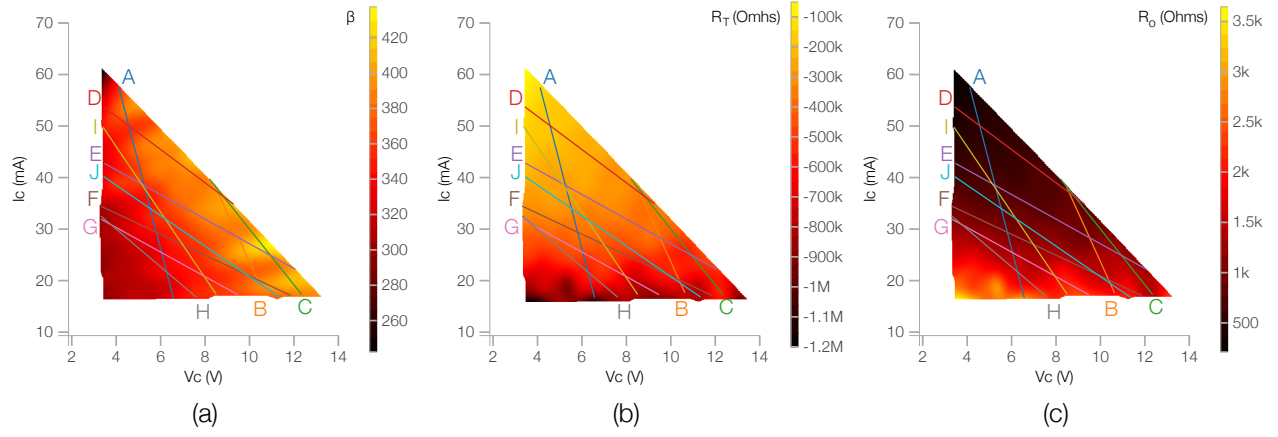 β
R_T (Omhs)
R_o (Ohms)
70
60
50
40
30
20
10
Ic (mA)
2
4
6
8
10
12
14
Vc (V)
A
D
I
E
J
F
G
H
B
C
420
400
380
360
340
320
300
280
260
(a)
70
60
50
40
30
20
10
Ic (mA)
2
4
6
8
10
12
14
Vc (V)
A
D
I
E
J
F
G
H
B
C
-100k
-200k
-300k
-400k
-500k
-600k
-700k
-800k
-900k
-1M
-1.1M
-1.2M
(b)
70
60
50
40
30
20
10
Ic (mA)
2
4
6
8
10
12
14
Vc (V)
A
D
I
E
J
F
G
H
B
C
3.5k
3k
2.5k
2k
1.5k
1k
500
(c)